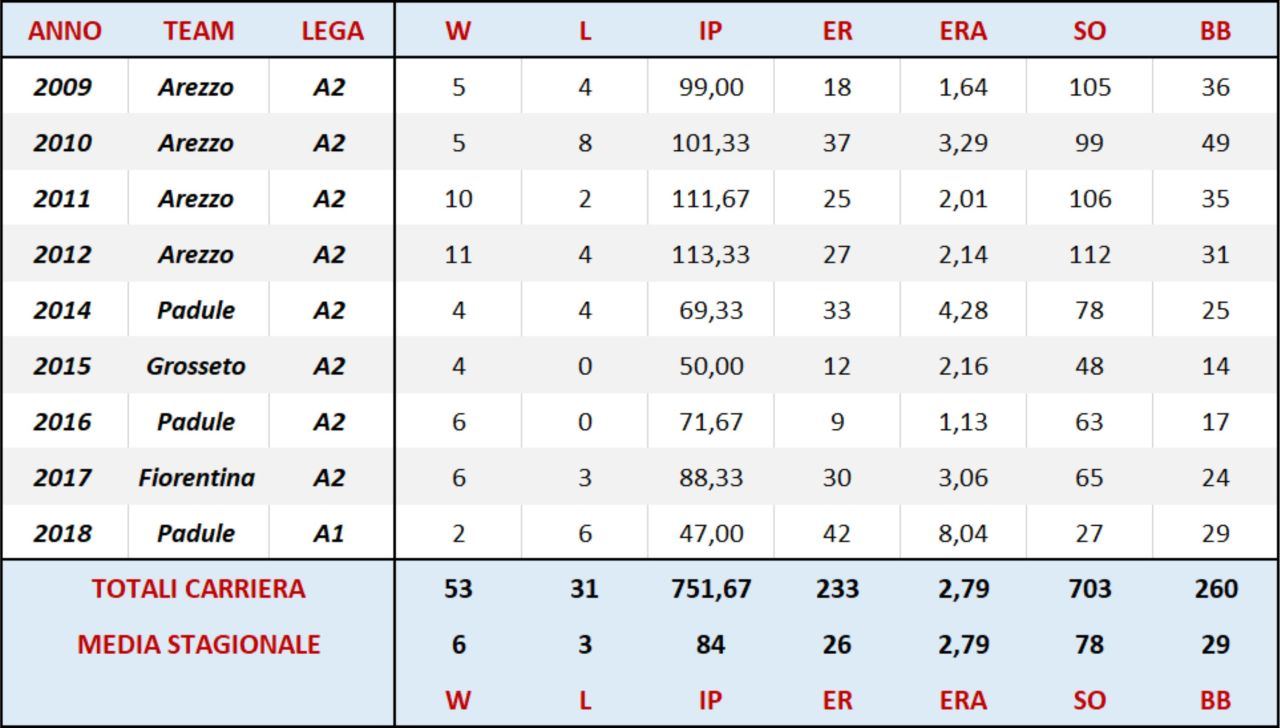 ANNO TEAM LEGA W L IP ER ERA SO BB
2009 Arezzo A2 5 4 99,00 18 1,64 105 36
2010 Arezzo A2 5 8 101,33 37 3,29 99 49
2011 Arezzo A2 10 2 111,67 25 2,01 106 35
2012 Arezzo A2 11 4 113,33 27 2,14 112 31
2014 Padule A2 4 4 69,33 33 4,28 78 25
2015 Grosseto A2 4 0 50,00 12 2,16 48 14
2016 Padule A2 6 0 71,67 9 1,13 63 17
2017 Fiorentina A2 6 3 88,33 30 3,06 65 24
2018 Padule A1 2 6 47,00 42 8,04 27 29
TOTALI CARRIERA 53 31 751,67 233 2,79 703 260
MEDIA STAGIONALE 6 3 84 26 2,79 78 29
W L IP ER ERA SO BB